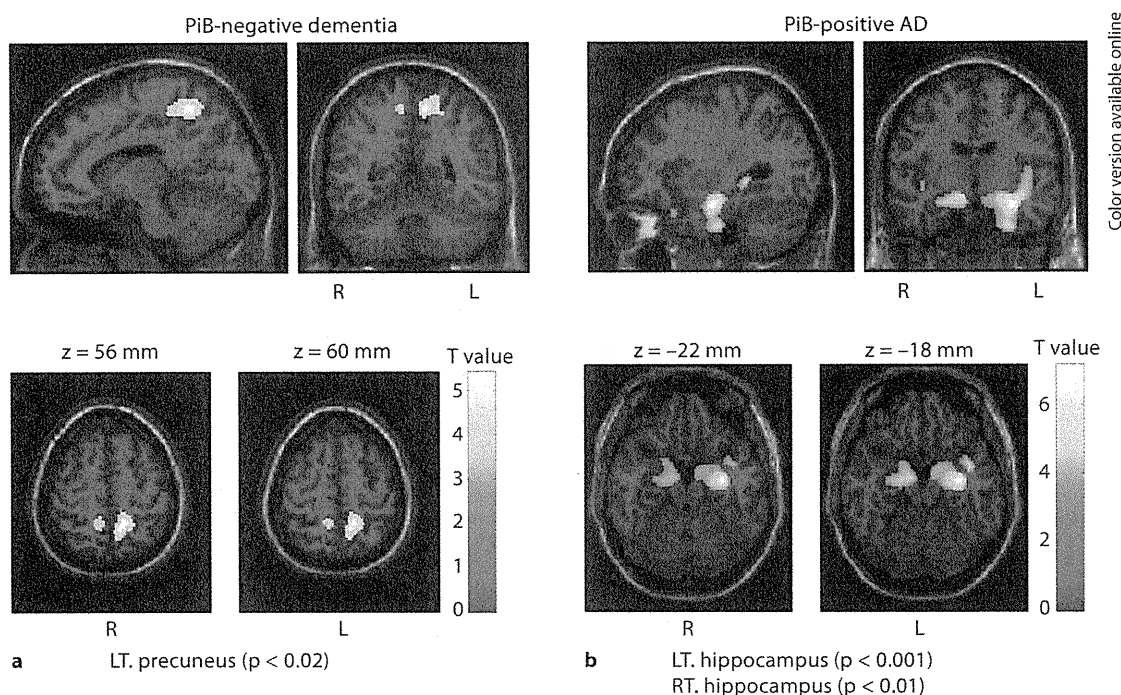 PiB-negative dementia
R
L
z = 56 mm
z = 60 mm
T value
5
4
3
2
1
0
R
L
a LT. precuneus (p < 0.02)
PiB-positive AD
R
L
z = –22 mm
z = –18 mm
T value
6
4
2
0
R
L
b LT. hippocampus (p < 0.001)
RT. hippocampus (p < 0.01)
Color version available online